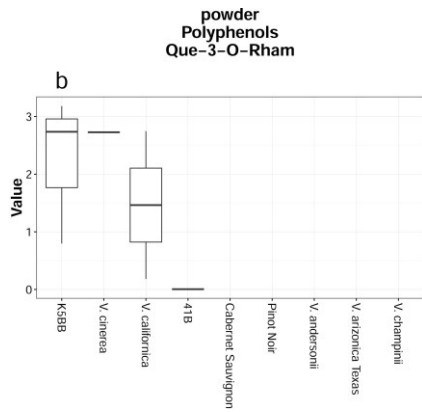 powder
Polyphenols
Que-3-O-Rham
b
Value
3
2
1
0
K5BB
V. cinerea
V. californica
41B
Cabernet Sauvignon
Pinot Noir
V. andersonii
V. arizonica Texas
V. champinii